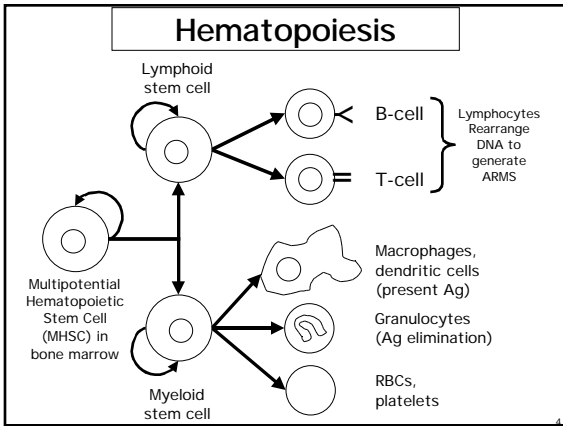 Hematopoiesis
Lymphoid
stem cell
B-cell
T-cell
Lymphocytes
Rearrange
DNA to
generate
ARMS
Multipotential
Hematopoietic
Stem Cell
(MHSC) in
bone marrow
Macrophages,
dendritic cells
(present Ag)
Granulocytes
(Ag elimination)
RBCs,
platelets
Myeloid
stem cell
4